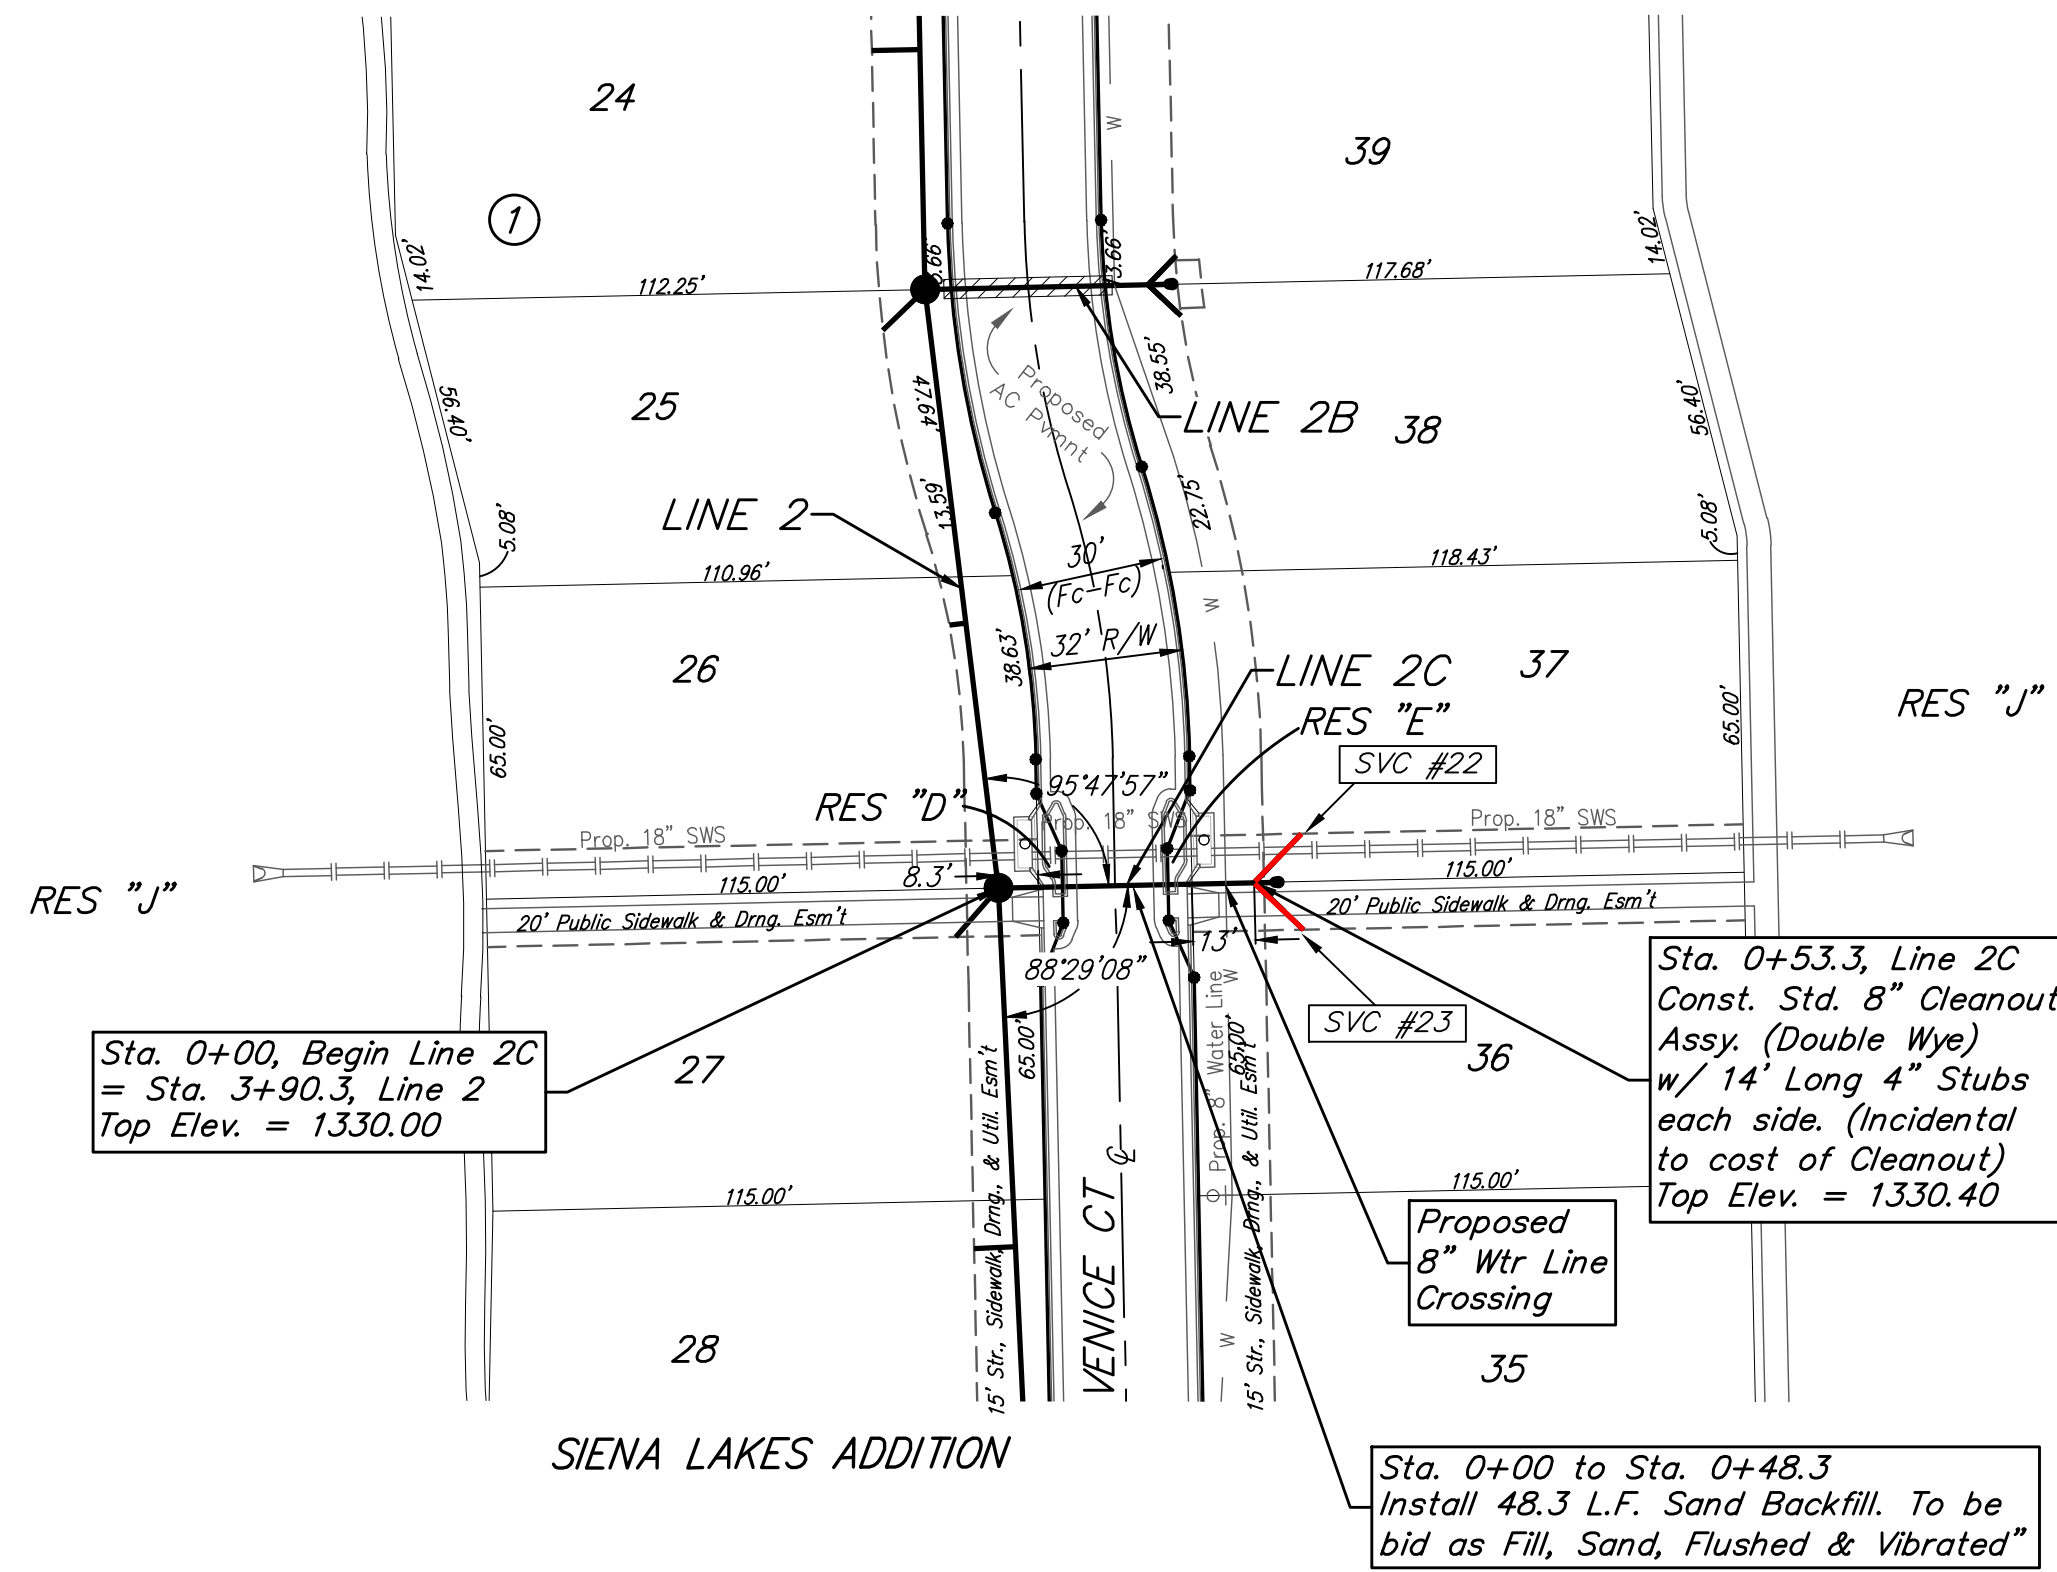 24
39
W
1
14.02'
3.66'
14.02'
112.25'
117.68'
Proposed
AC Pvmnt
38.55'
47.64'
56.40'
25
LINE 2B
38
56.40'
LINE 2
13.59'
22.75'
5.08'
5.08'
30'
(Fc-Fc)
110.96'
118.43'
W
32' R/W
38.63'
26
LINE 2C
37
RES "J"
65.00'
RES "E"
65.00'
SVC #22
95°47'57"
RES "D"
Prop. 18" SWS
Prop. 18" SWS
Prop. 18" SWS
8.3'
RES "J"
115.00'
115.00'
20' Public Sidewalk & Drng. Esm't
20' Public Sidewalk & Drng. Esm't
13'
88°29'08"
W
SVC #23
Sta. 0+53.3, Line 2C
Const. Std. 8" Cleanout
Assy. (Double Wye)
w/ 14' Long 4" Stubs
each side. (Incidental
to cost of Cleanout)
Top Elev. = 1330.40
Sta. 0+00, Begin Line 2C
= Sta. 3+90.3, Line 2
Top Elev. = 1330.00
27
65.00'
65.00'
36
Prop. 8" Water Line
15' Str., Sidewalk, Drng., & Util. Esm't
15' Str., Sidewalk, Drng., & Util. Esm't
115.00'
115.00'
VENICE CT
Proposed
8" Wtr Line
Crossing
W
28
35
SIENA LAKES ADDITION
Sta. 0+00 to Sta. 0+48.3
Install 48.3 L.F. Sand Backfill. To be
bid as Fill, Sand, Flushed & Vibrated"